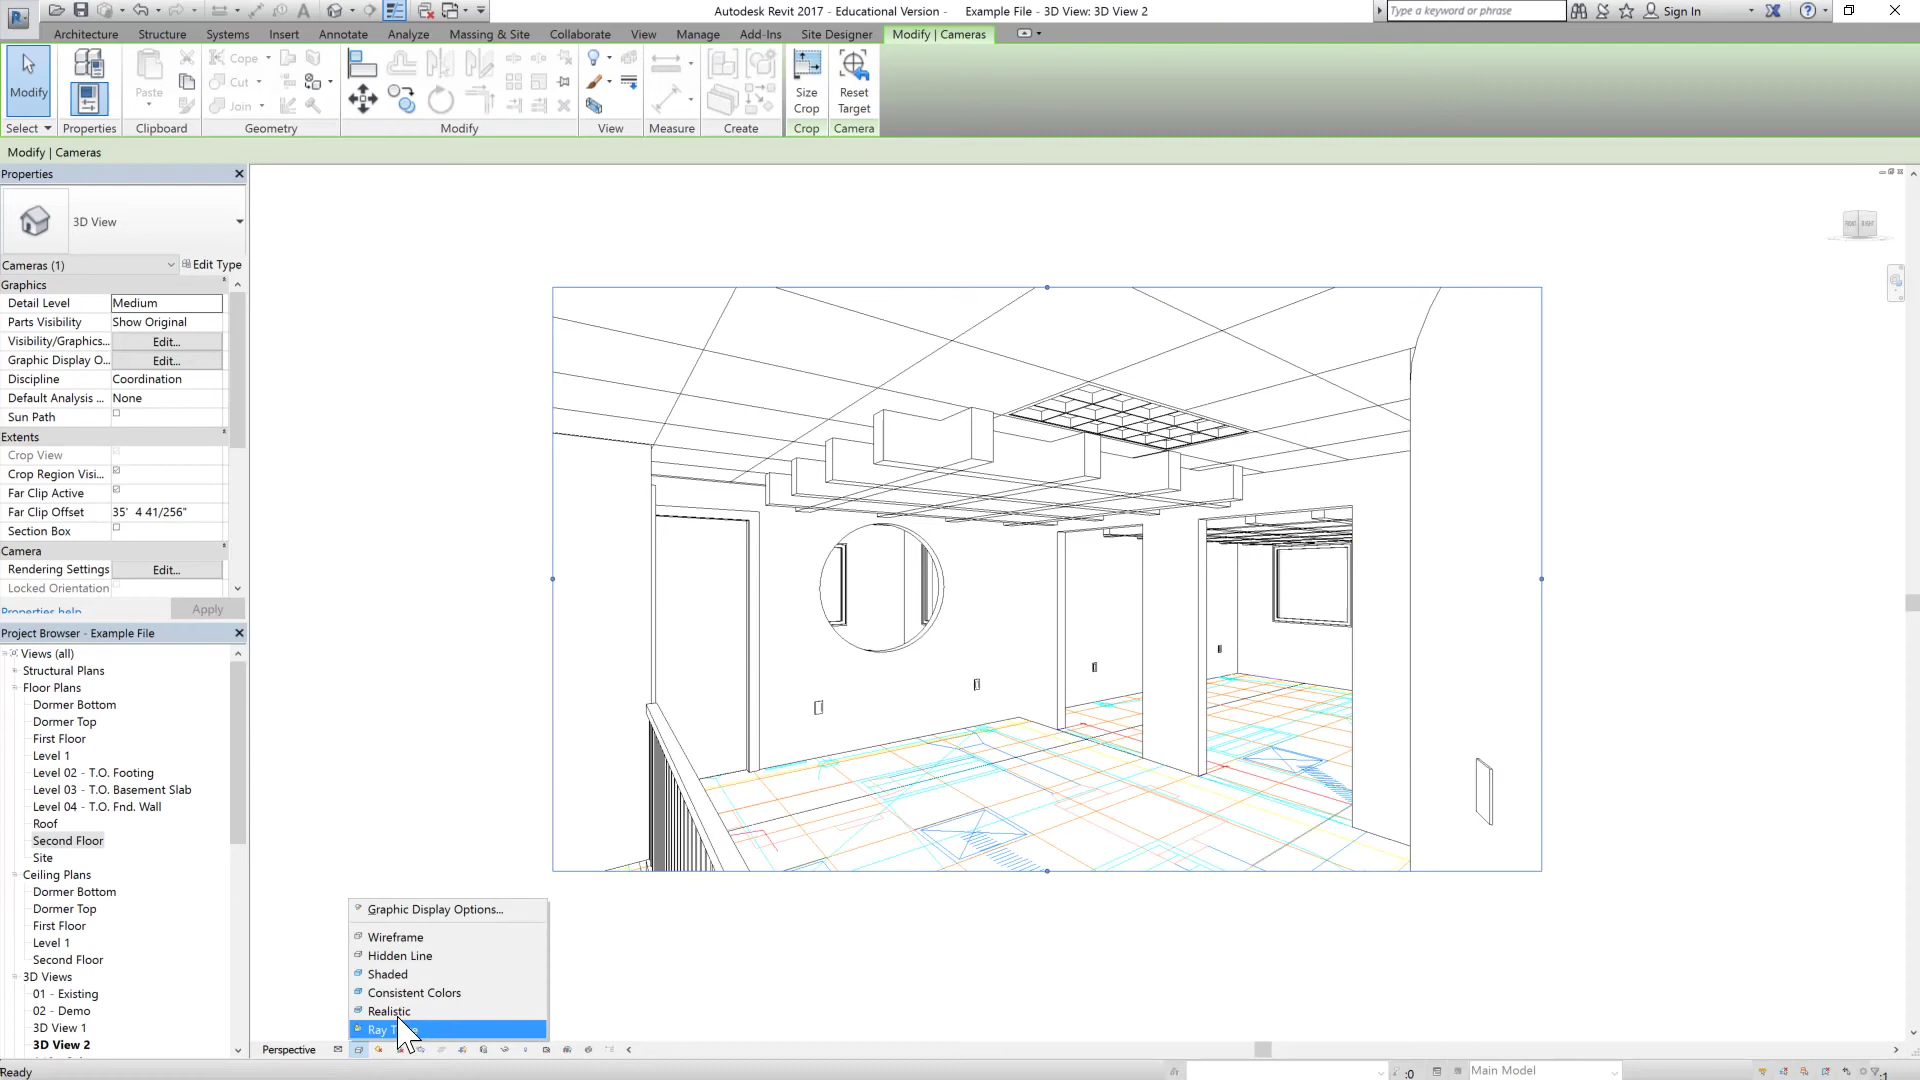 Autodesk Revit 2017 - Educational Version - Example File - 3D View: 3D View 2
Type a keyword or phrase
Sign In
Architecture Structure Systems Insert Annotate Analyze Massing & Site Collaborate View Manage Add-Ins Site Designer Modify | Cameras
Modify
Paste
Cope
Cut
Join
Size Crop
Reset Target
Select Properties Clipboard Geometry Modify View Measure Create Crop Camera
Modify | Cameras
Properties
3D View
Cameras (1) Edit Type
Graphics
Detail Level Medium
Parts Visibility Show Original
Visibility/Graphics... Edit...
Graphic Display O... Edit...
Discipline Coordination
Default Analysis ... None
Sun Path
Extents
Crop View
Crop Region Visi...
Far Clip Active
Far Clip Offset 35' 4 41/256"
Section Box
Camera
Rendering Settings Edit...
Locked Orientation
Properties help Apply
Project Browser - Example File
Views (all)
Structural Plans
Floor Plans
Dormer Bottom
Dormer Top
First Floor
Level 1
Level 02 - T.O. Footing
Level 03 - T.O. Basement Slab
Level 04 - T.O. Fnd. Wall
Roof
Second Floor
Site
Ceiling Plans
Dormer Bottom
Dormer Top
First Floor
Level 1
Second Floor
3D Views
01 - Existing
02 - Demo
3D View 1
3D View 2
FRONT RIGHT
Graphic Display Options...
Wireframe
Hidden Line
Shaded
Consistent Colors
Realistic
Ray
Perspective
Ready
:0
Main Model
:1